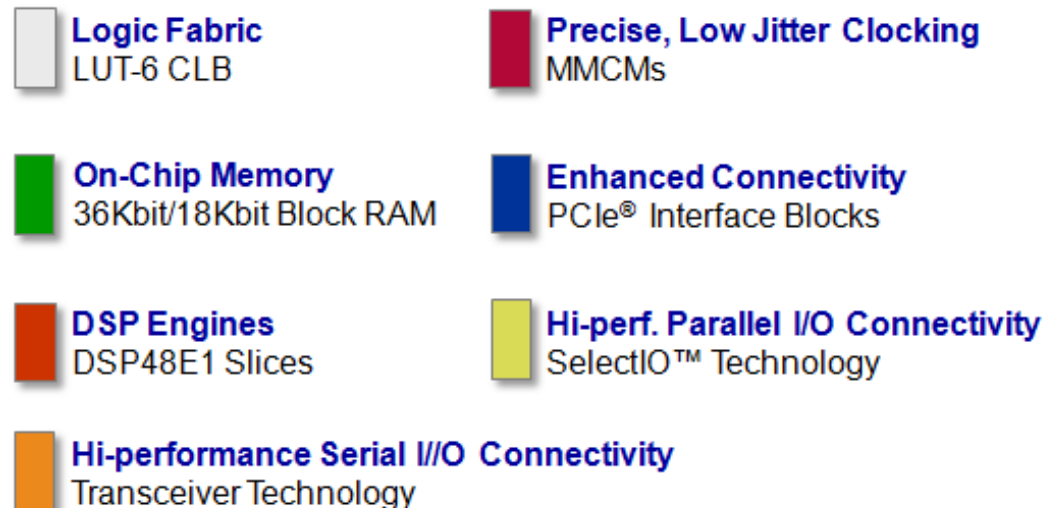 Logic Fabric
LUT-6 CLB
Precise, Low Jitter Clocking
MMCMs
On-Chip Memory
36Kbit/18Kbit Block RAM
Enhanced Connectivity
PCIe® Interface Blocks
DSP Engines
DSP48E1 Slices
Hi-perf. Parallel I/O Connectivity
SelectIO™ Technology
Hi-performance Serial I//O Connectivity
Transceiver Technology